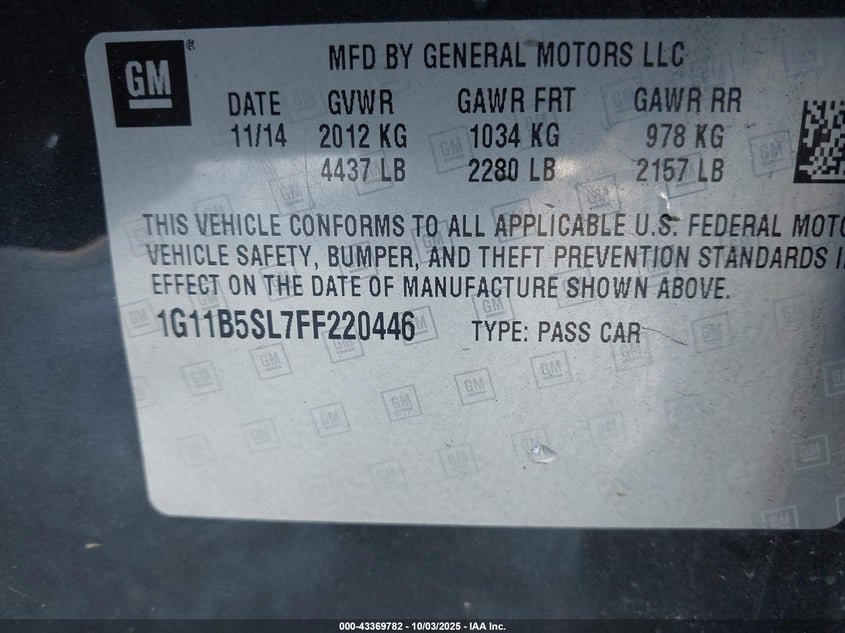 GM ®
MFD BY GENERAL MOTORS LLC
DATE GVWR GAWR FRT GAWR RR
11/14 2012 KG 1034 KG 978 KG
4437 LB 2280 LB 2157 LB
THIS VEHICLE CONFORMS TO ALL APPLICABLE U.S. FEDERAL MOTO
VEHICLE SAFETY, BUMPER, AND THEFT PREVENTION STANDARDS I
EFFECT ON THE DATE OF MANUFACTURE SHOWN ABOVE.
1G11B5SL7FF220446 TYPE: PASS CAR
000-43369782 - 10/03/2025 - IAA Inc.